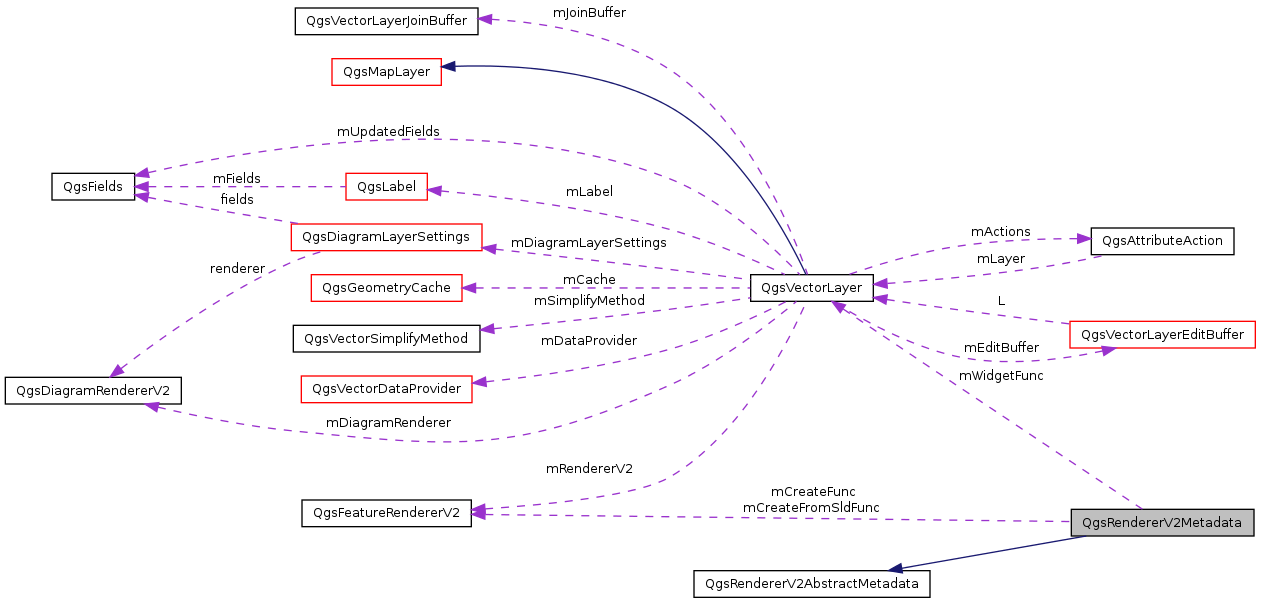 mJoinBuffer
QgsVectorLayerJoinBuffer
QgsMapLayer
mUpdatedFields
mFields
QgsFields
QgsLabel
mLabel
fields
mActions
QgsDiagramLayerSettings
mDiagramLayerSettings
QgsAttributeAction
mLayer
renderer
mCache
QgsGeometryCache
QgsVectorLayer
mSimplifyMethod
L
QgsVectorSimplifyMethod
mDataProvider
QgsVectorLayerEditBuffer
mEditBuffer
mWidgetFunc
QgsDiagramRendererV2
QgsVectorDataProvider
mDiagramRenderer
mRendererV2
mCreateFunc
mCreateFromSldFunc
QgsFeatureRendererV2
QgsRendererV2Metadata
QgsRendererV2AbstractMetadata